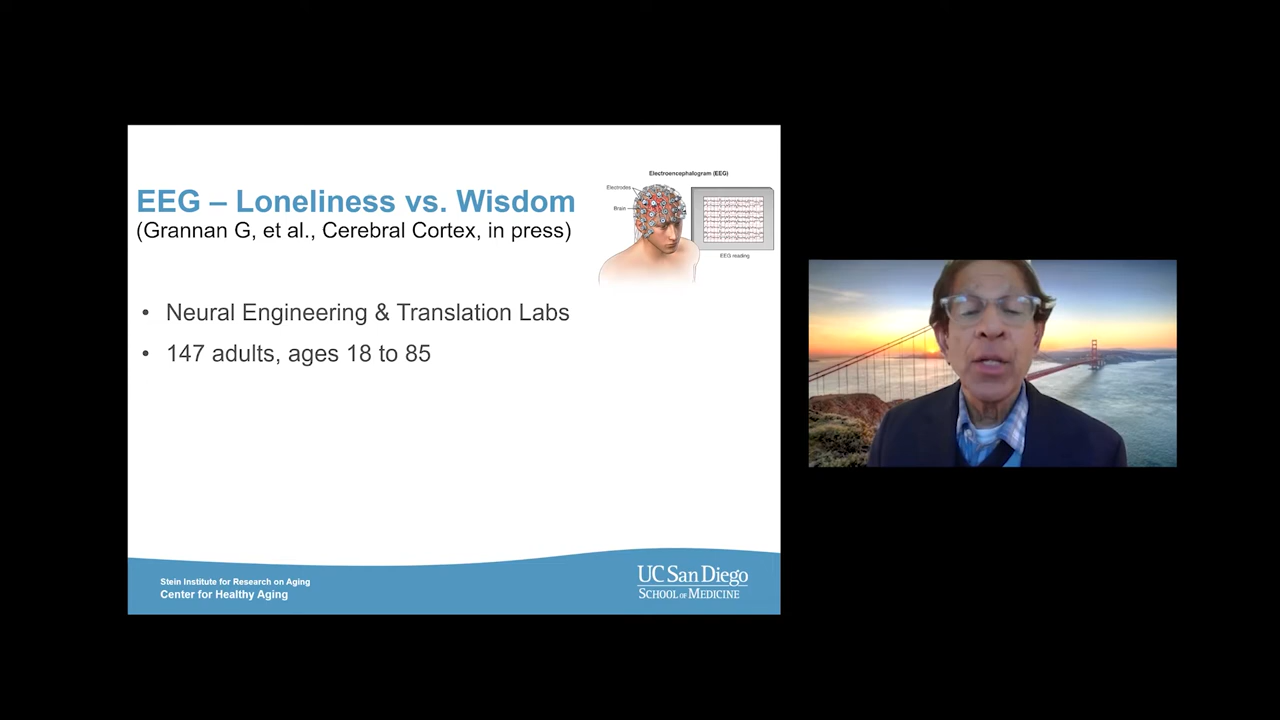 EEG – Loneliness vs. Wisdom
(Grannan G, et al., Cerebral Cortex, in press)
Electroencephalogram (EEG)
Electrodes
Brain
EEG reading
• Neural Engineering & Translation Labs
• 147 adults, ages 18 to 85
Stein Institute for Research on Aging
Center for Healthy Aging
UC San Diego
SCHOOL OF MEDICINE